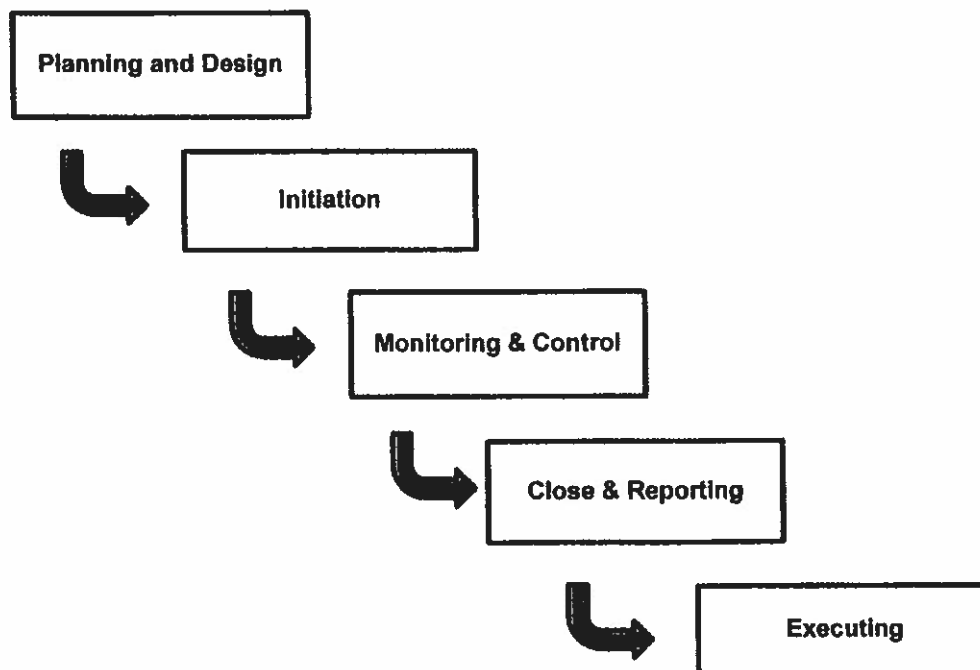 Planning and Design
Initiation
Monitoring & Control
Close & Reporting
Executing